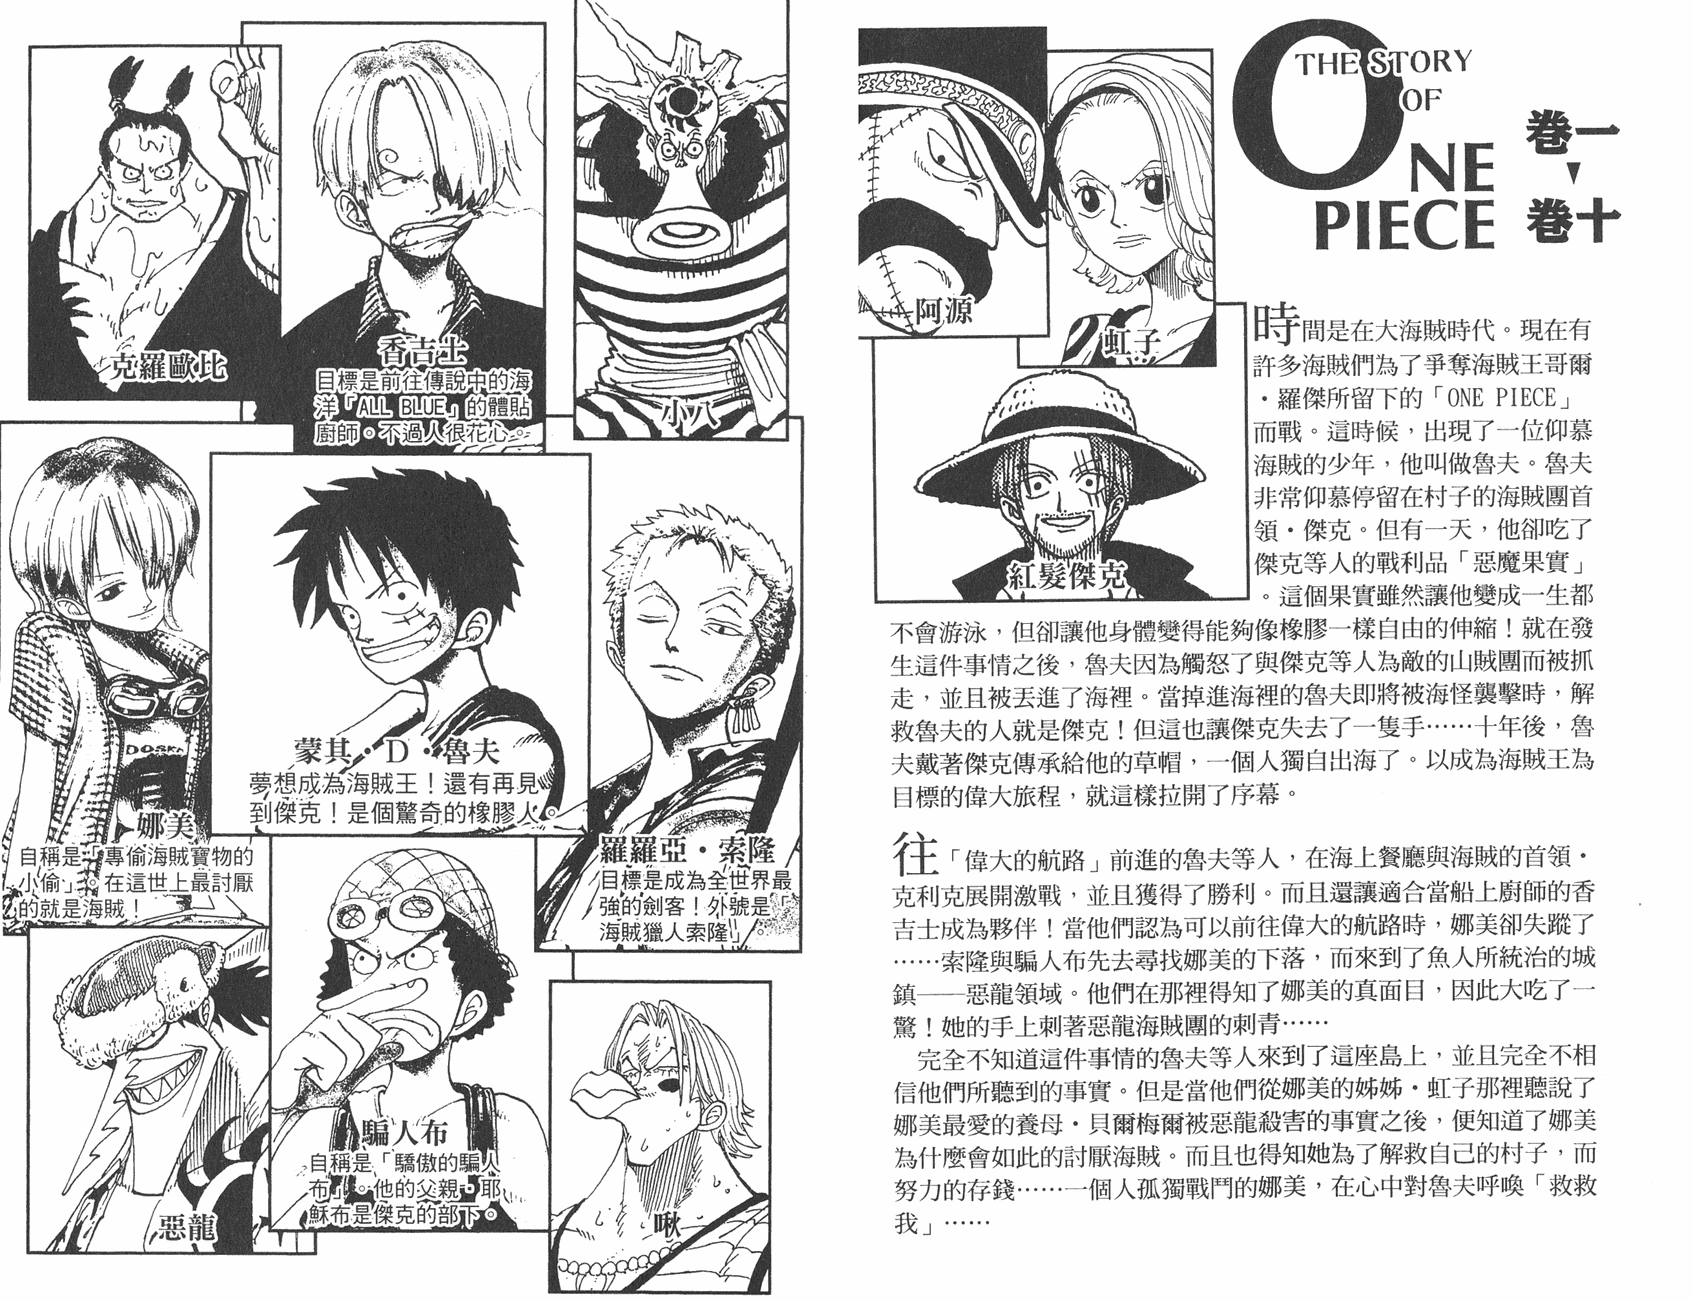 THE STORY
OF
ONE
PIECE
卷一
▼
卷十
阿源
虹子
紅髮傑克
時間是在大海賊時代。現在有
許多海賊們為了爭奪海賊王哥爾
・羅傑所留下的「ONE PIECE」
而戰。這時候，出現了一位仰慕
海賊的少年，他叫做魯夫。魯夫
非常仰慕停留在村子的海賊團首
領・傑克。但有一天，他卻吃了
傑克等人的戰利品「惡魔果實」
。這個果實雖然讓他變成一生都
不會游泳，但卻讓他身體變得能夠像橡膠一樣自由的伸縮！就在發
生這件事情之後，魯夫因為觸怒了與傑克等人為敵的山賊團而被抓
走，並且被丟進了海裡。當掉進海裡的魯夫即將被海怪襲擊時，解
救魯夫的人就是傑克！但這也讓傑克失去了一隻手……十年後，魯
夫戴著傑克傳承給他的草帽，一個人獨自出海了。以成為海賊王為
目標的偉大旅程，就這樣拉開了序幕。
往「偉大的航路」前進的魯夫等人，在海上餐廳與海賊的首領・
克利克展開激戰，並且獲得了勝利。而且還讓適合當船上廚師的香
吉士成為夥伴！當他們認為可以前往偉大的航路時，娜美卻失蹤了
……索隆與騙人布先去尋找娜美的下落，而來到了魚人所統治的城
鎮——惡龍領域。他們在那裡得知了娜美的真面目，因此大吃了一
驚！她的手上刺著惡龍海賊團的刺青……
完全不知道這件事情的魯夫等人來到了這座島上，並且完全不相
信他們所聽到的事實。但是當他們從娜美的姊姊・虹子那裡聽說了
娜美最愛的養母・貝爾梅爾被惡龍殺害的事實之後，便知道了娜美
為什麼會如此的討厭海賊。而且也得知她為了解救自己的村子，而
努力的存錢……一個人孤獨戰鬥的娜美，在心中對魯夫呼喚「救救
我」……
小八
香吉士
目標是前往傳說中的海
洋「ALL BLUE」的體貼
廚師。不過人很花心。
克羅歐比
羅羅亞・索隆
目標是成為全世界最
強的劍客！外號是「
海賊獵人索隆」。
蒙其・D・魯夫
夢想成為海賊王！還有再見
到傑克！是個驚奇的橡膠人。
DOSK
娜美
自稱是「專偷海賊寶物的
小偷」。在這世上最討厭
的就是海賊！
啾
騙人布
自稱是「驕傲的騙人
布」。他的父親・耶
穌布是傑克的部下。
惡龍